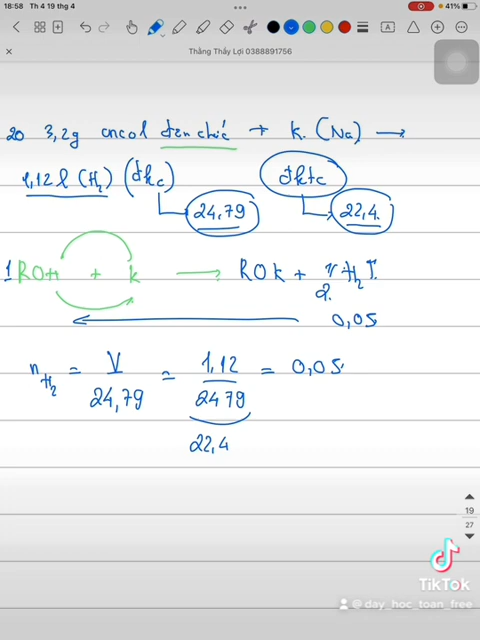 18:58 Th 4 19 thg 4
41%
Thằng Thầy Lợi 0388891756
20 3,2g ancol đơn chức + K (Na) →
1,12 l (H₂) (đkc) đktc
24,79 22,4
1 ROH + K → ROK + 1/2 H₂↑
0,05
n H₂ = V/24,79 = 1,12/24,79 = 0,05
22,4
19
27
TikTok
@day_hoc_toan_free